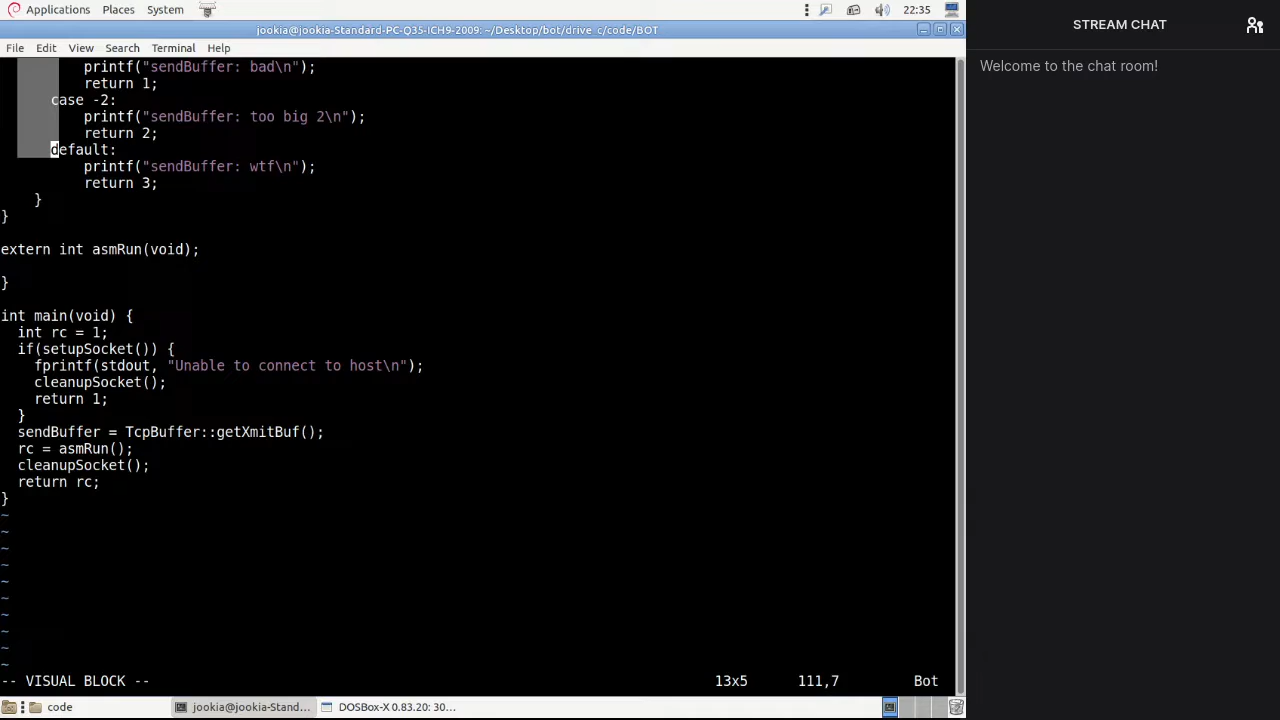 Applications Places System 22:35
jookia@jookia-Standard-PC-Q35-ICH9-2009: ~/Desktop/bot/drive_c/code/BOT
File Edit View Search Terminal Help
printf("sendBuffer: bad\n");
return 1;
case -2:
printf("sendBuffer: too big 2\n");
return 2;
default:
printf("sendBuffer: wtf\n");
return 3;
}
}
extern int asmRun(void);
}
int main(void) {
int rc = 1;
if(setupSocket()) {
fprintf(stdout, "Unable to connect to host\n");
cleanupSocket();
return 1;
}
sendBuffer = TcpBuffer::getXmitBuf();
rc = asmRun();
cleanupSocket();
return rc;
}
~
~
~
~
~
~
~
~
~
~
-- VISUAL BLOCK -- 13x5 111,7 Bot
code jookia@jookia-Stand... DOSBox-X 0.83.20: 30...
STREAM CHAT
Welcome to the chat room!